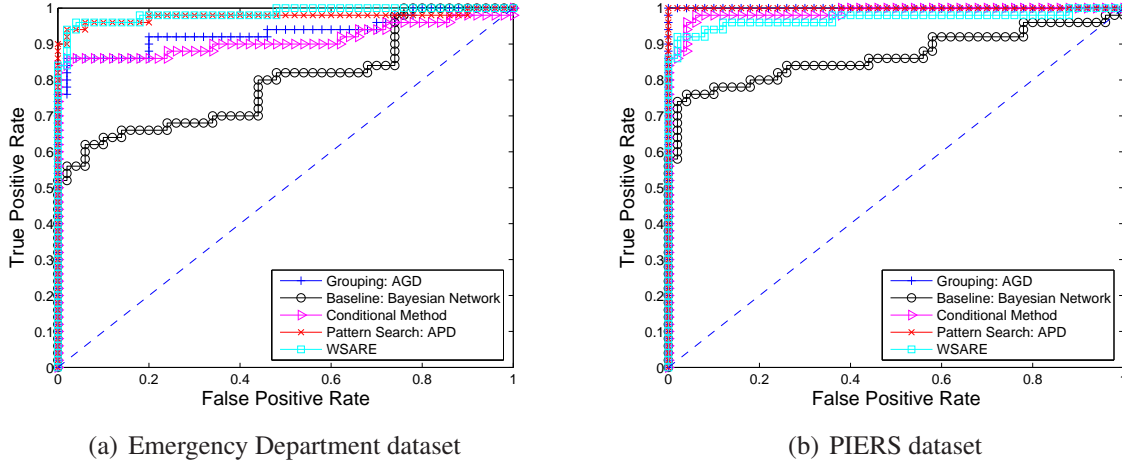 1
0.9
0.8
0.7
0.6
0.5
0.4
0.3
0.2
0.1
0
True Positive Rate
0 0.2 0.4 0.6 0.8 1
False Positive Rate
Grouping: AGD
Baseline: Bayesian Network
Conditional Method
Pattern Search: APD
WSARE
(a) Emergency Department dataset
1
0.9
0.8
0.7
0.6
0.5
0.4
0.3
0.2
0.1
0
True Positive Rate
0 0.2 0.4 0.6 0.8 1
False Positive Rate
Grouping: AGD
Baseline: Bayesian Network
Conditional Method
Pattern Search: APD
WSARE
(b) PIERS dataset